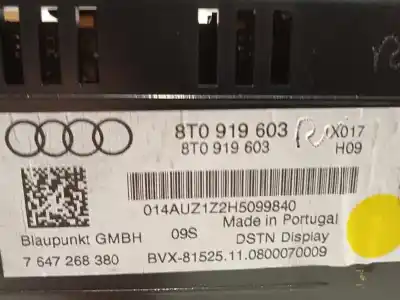 8T0 919 603 X017
8T0 919 603 H09
014AUZ1Z2H5099840
Made in Portugal
Blaupunkt GMBH 09S DSTN Display
7 647 268 380 BVX-81525.11.0800070009